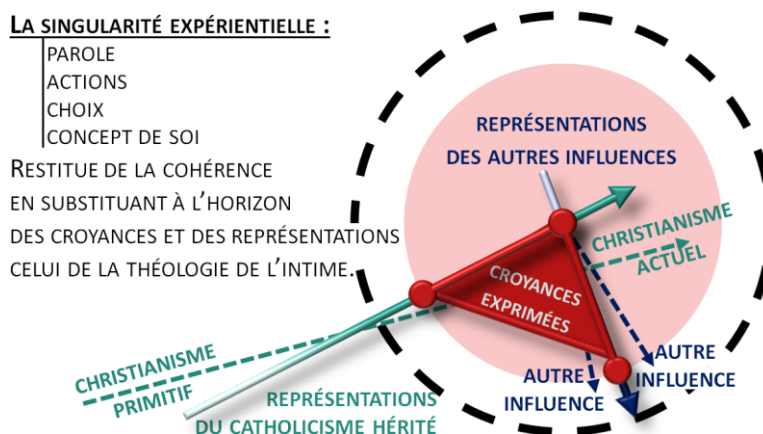 LA SINGULARITÉ EXPÉRIENTIELLE :
PAROLE
ACTIONS
CHOIX
CONCEPT DE SOI
RESTITUE DE LA COHÉRENCE
EN SUBSTITUANT À L'HORIZON
DES CROYANCES ET DES REPRÉSENTATIONS
CELUI DE LA THÉOLOGIE DE L'INTIME.
REPRÉSENTATIONS
DES AUTRES INFLUENCES
CHRISTIANISME
ACTUEL
CROYANCES
EXPRIMÉES
AUTRE
INFLUENCE
AUTRE
INFLUENCE
CHRISTIANISME
PRIMITIF
REPRÉSENTATIONS
DU CATHOLICISME HÉRITÉ